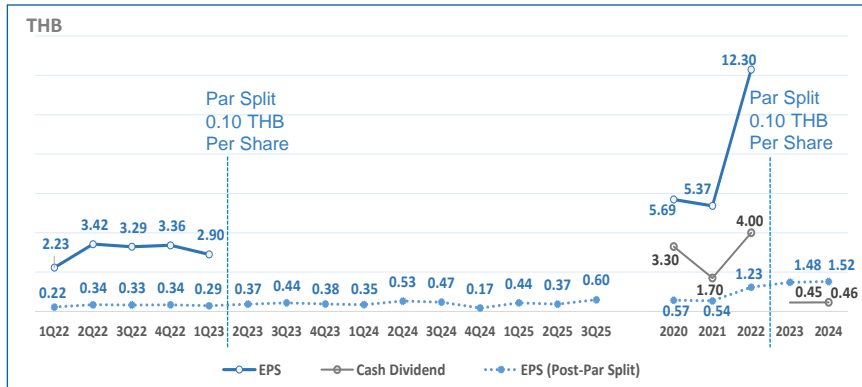 THB
12.30
Par Split
0.10 THB
Per Share
Par Split
0.10 THB
Per Share
5.69
5.37
2.23
3.42
3.29
3.36
2.90
3.30
1.70
4.00
0.22
0.34
0.33
0.34
0.29
0.37
0.44
0.38
0.35
0.53
0.47
0.17
0.44
0.37
0.60
0.57
0.54
1.23
1.48
1.52
0.45
0.46
1Q22
2Q22
3Q22
4Q22
1Q23
2Q23
3Q23
4Q23
1Q24
2Q24
3Q24
4Q24
1Q25
2Q25
3Q25
2020
2021
2022
2023
2024
EPS
Cash Dividend
EPS (Post-Par Split)